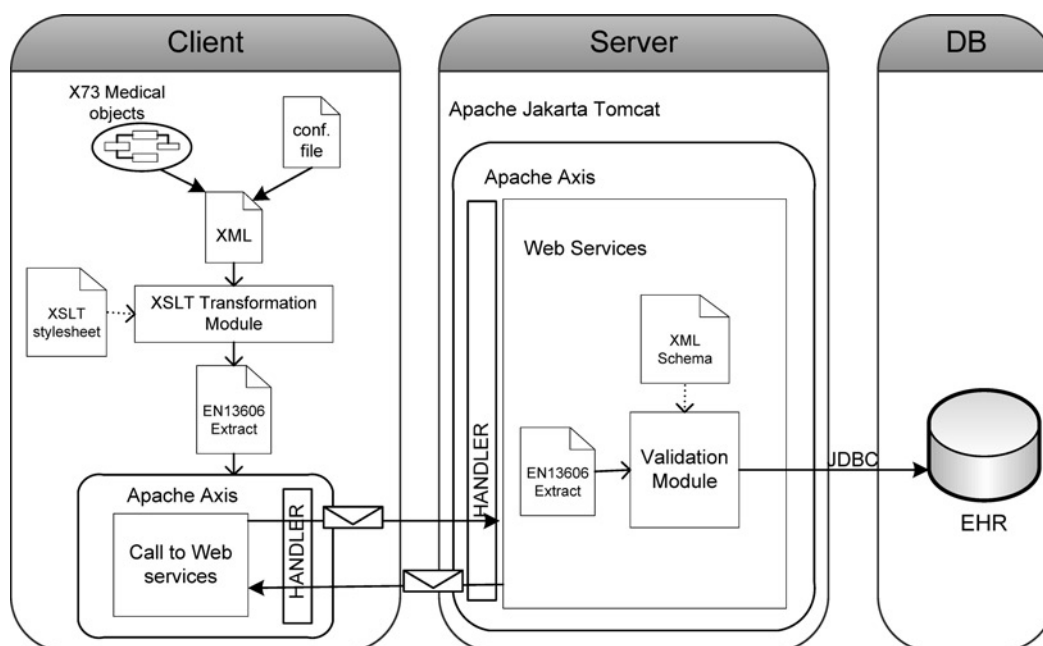 Client
X73 Medical
objects
conf.
file
XML
XSLT
stylesheet
XSLT Transformation
Module
EN13606
Extract
Apache Axis
Call to Web
services
HANDLER
Server
Apache Jakarta Tomcat
Apache Axis
HANDLER
Web Services
XML
Schema
EN13606
Extract
Validation
Module
JDBC
DB
EHR